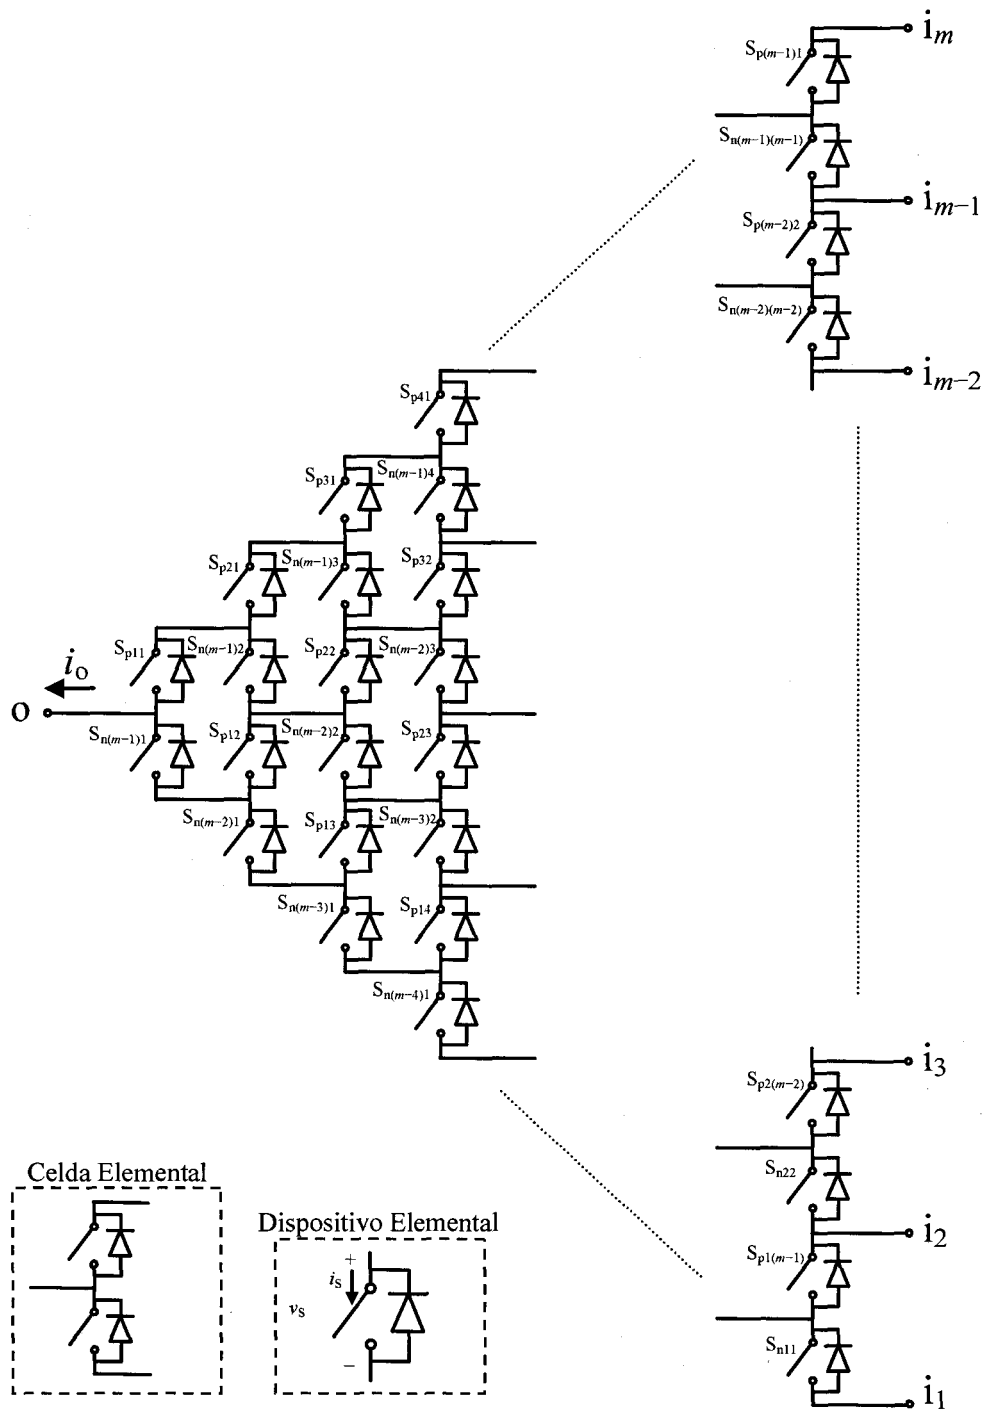 i_m
S_p(m−1)1
S_n(m−1)(m−1)
i_m−1
S_p(m−2)2
S_n(m−2)(m−2)
i_m−2
S_p41
S_p31
S_n(m−1)4
S_p21
S_n(m−1)3
S_p32
S_p11
S_n(m−1)2
S_p22
S_n(m−2)3
i_o
o
S_n(m−1)1
S_p12
S_n(m−2)2
S_p23
S_n(m−2)1
S_p13
S_n(m−3)2
S_n(m−3)1
S_p14
S_n(m−4)1
i_3
S_p2(m−2)
S_n22
i_2
S_p1(m−1)
S_n11
i_1
Celda Elemental
Dispositivo Elemental
+
i_s
v_s
−